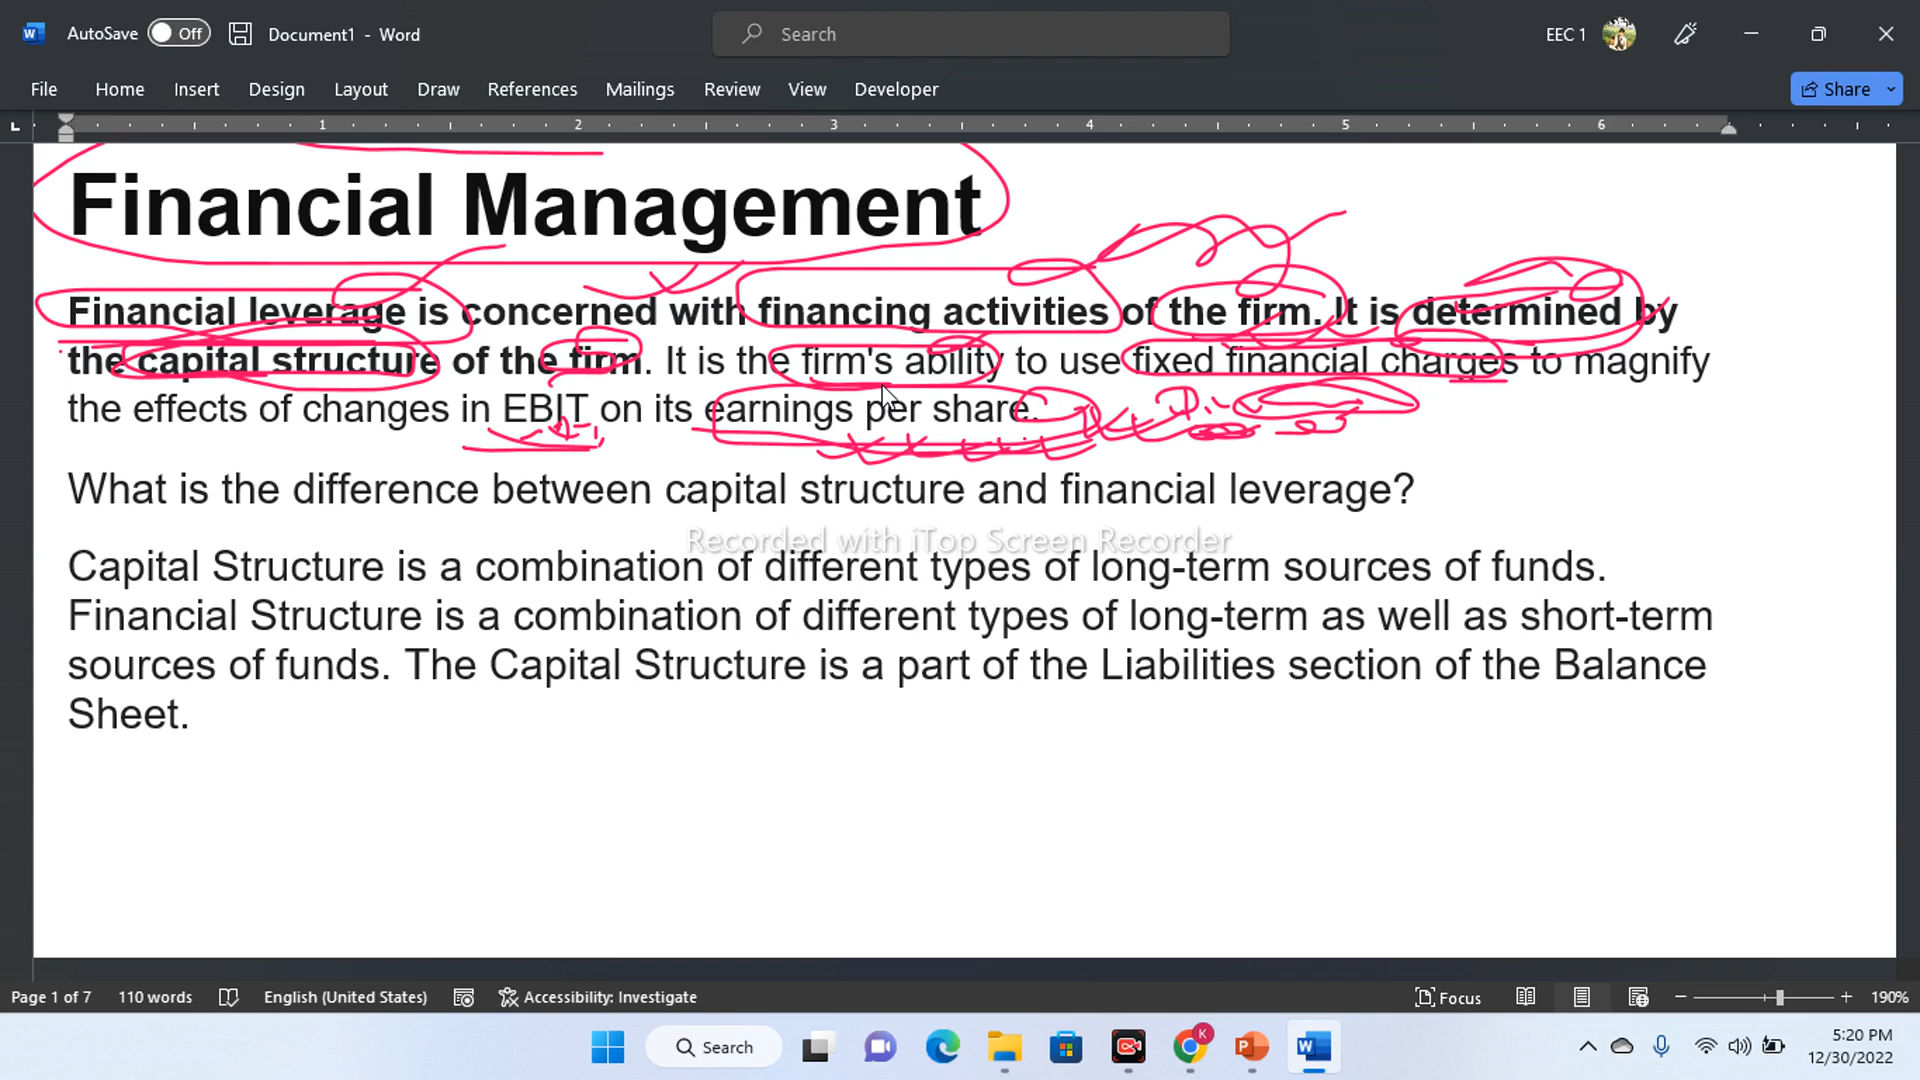 AutoSave Off Document1 - Word Search EEC 1
File Home Insert Design Layout Draw References Mailings Review View Developer Share
1 2 3 4 5 6
Financial Management
Financial leverage is concerned with financing activities of the firm. It is determined by
the capital structure of the firm. It is the firm's ability to use fixed financial charges to magnify
the effects of changes in EBIT on its earnings per share.
What is the difference between capital structure and financial leverage?
Recorded with iTop Screen Recorder
Capital Structure is a combination of different types of long-term sources of funds.
Financial Structure is a combination of different types of long-term as well as short-term
sources of funds. The Capital Structure is a part of the Liabilities section of the Balance
Sheet.
Page 1 of 7 110 words English (United States) Accessibility: Investigate Focus 190%
Search 5:20 PM
12/30/2022